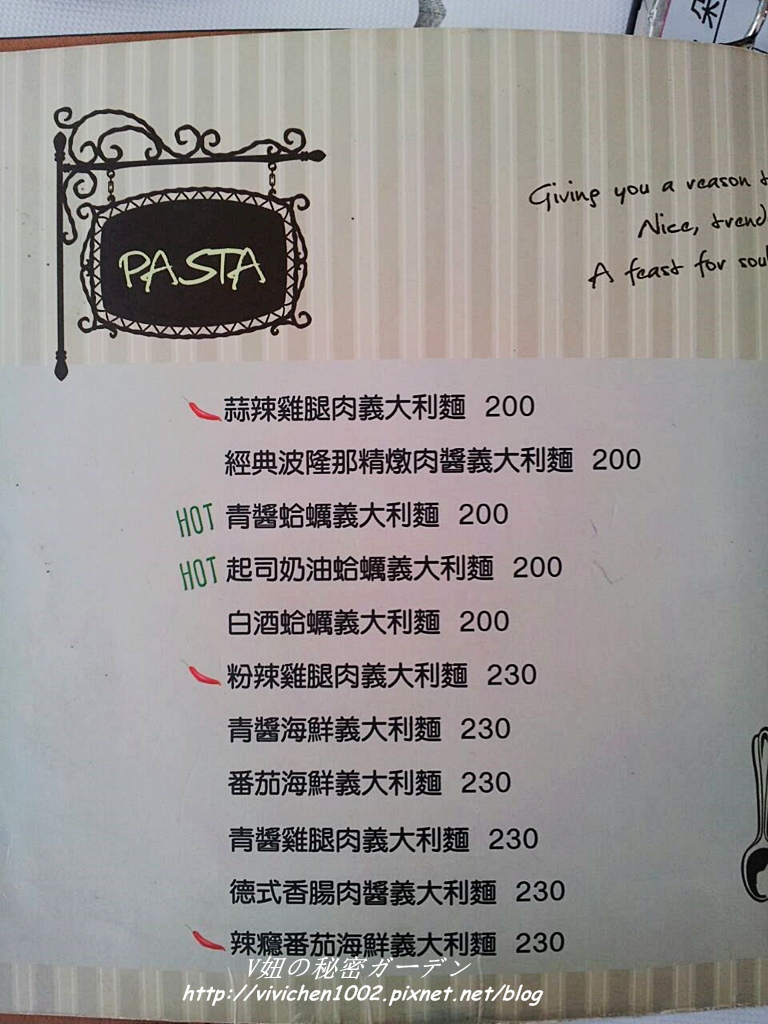 PASTA
Giving you a reason
Nice, trend
A feast for soul
蒜辣雞腿肉義大利麵 200
經典波隆那精燉肉醬義大利麵 200
HOT 青醬蛤蠣義大利麵 200
HOT 起司奶油蛤蠣義大利麵 200
白酒蛤蠣義大利麵 200
粉辣雞腿肉義大利麵 230
青醬海鮮義大利麵 230
番茄海鮮義大利麵 230
青醬雞腿肉義大利麵 230
德式香腸肉醬義大利麵 230
辣癮番茄海鮮義大利麵 230
V妞の秘密ガーデン
http://vivichen1002.pixnet.net/blog